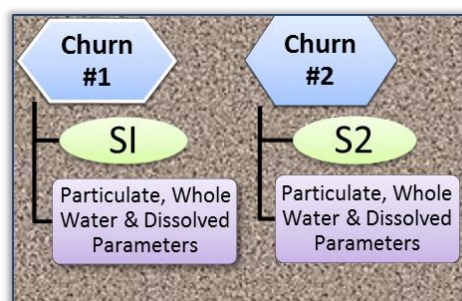 Churn
#1
SI
Particulate, Whole
Water & Dissolved
Parameters
Churn
#2
S2
Particulate, Whole
Water & Dissolved
Parameters